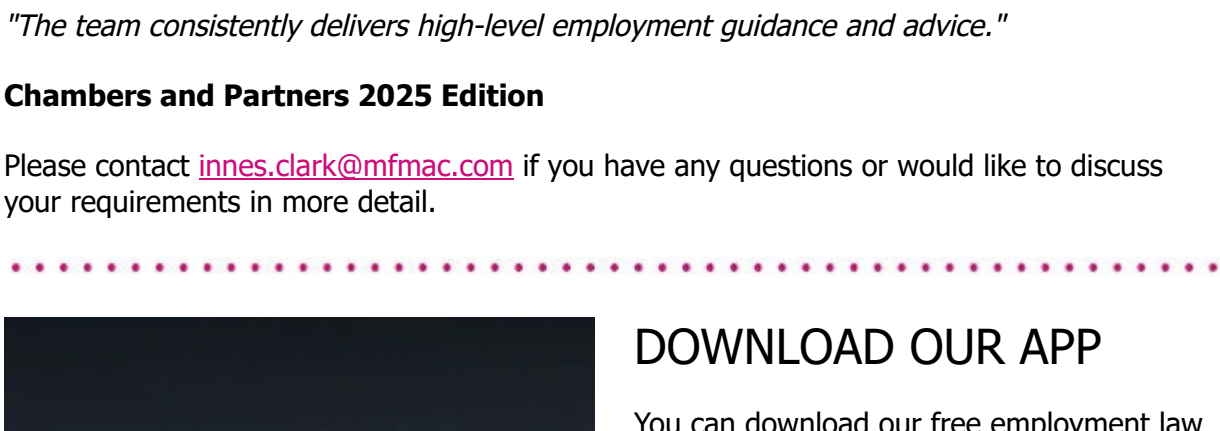 "The team consistently delivers high-level employment guidance and advice."
Chambers and Partners 2025 Edition
Please contact innes.clark@mfmac.com if you have any questions or would like to discuss
your requirements in more detail.
DOWNLOAD OUR APP
You can download our free employment law